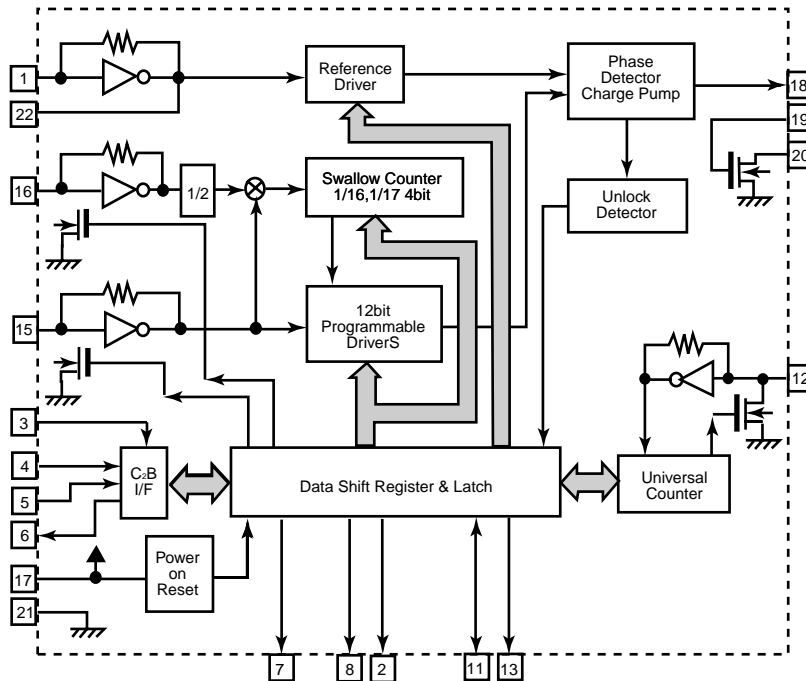 1
22
16
15
3
4
5
6
17
21
Reference
Driver
Phase
Detector
Charge Pump
18
19
20
1/2
Swallow Counter
1/16,1/17 4bit
Unlock
Detector
12bit
Programmable
DriverS
12
C2B
I/F
Data Shift Register & Latch
Universal
Counter
Power
on
Reset
7
8
2
11
13